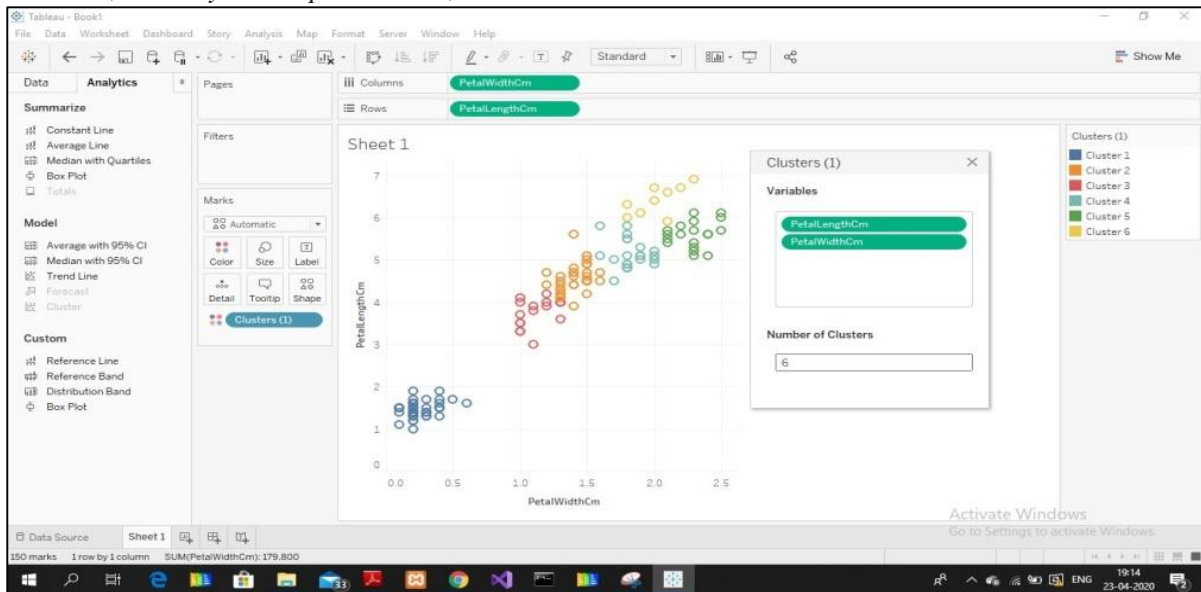 Tableau - Book1
File Data Worksheet Dashboard Story Analysis Map Format Server Window Help
Standard
Show Me
Data Analytics
Summarize
Constant Line
Average Line
Median with Quartiles
Box Plot
Totals
Model
Average with 95% CI
Median with 95% CI
Trend Line
Forecast
Cluster
Custom
Reference Line
Reference Band
Distribution Band
Box Plot
Pages
Filters
Marks
Automatic
Color Size Label
Detail Tooltip Shape
Clusters (1)
Columns PetalWidthCm
Rows PetalLengthCm
Sheet 1
PetalLengthCm
7
6
5
4
3
2
1
0
0.0 0.5 1.0 1.5 2.0 2.5
PetalWidthCm
Clusters (1)
Variables
PetalLengthCm
PetalWidthCm
Number of Clusters
6
Clusters (1)
Cluster 1
Cluster 2
Cluster 3
Cluster 4
Cluster 5
Cluster 6
Activate Windows
Go to Settings to activate Windows.
Data Source Sheet 1
150 marks 1 row by 1 column SUM(PetalWidthCm): 179.800
33
ENG
19:14
23-04-2020
2